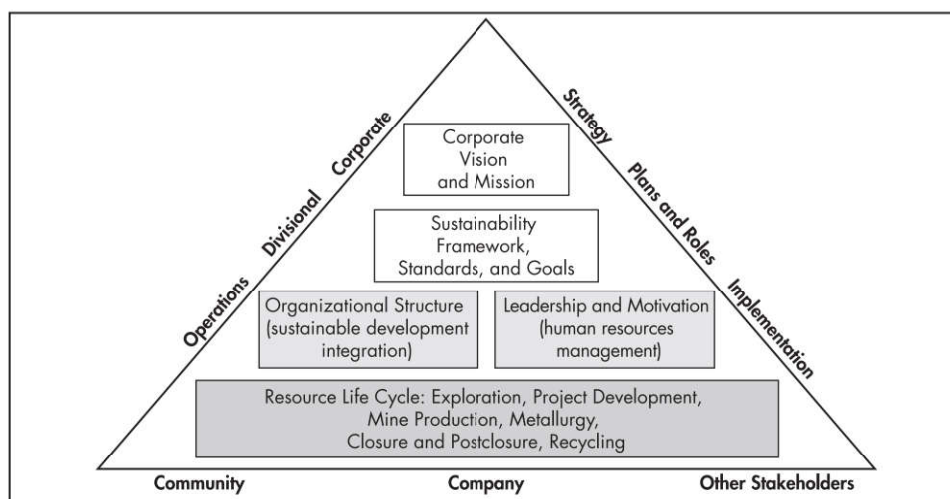 Corporate
Divisional
Operations
Strategy
Plans and Roles
Implementation
Corporate
Vision
and Mission
Sustainability
Framework,
Standards, and Goals
Organizational Structure
(sustainable development
integration)
Leadership and Motivation
(human resources
management)
Resource Life Cycle: Exploration, Project Development,
Mine Production, Metallurgy,
Closure and Postclosure, Recycling
Community
Company
Other Stakeholders